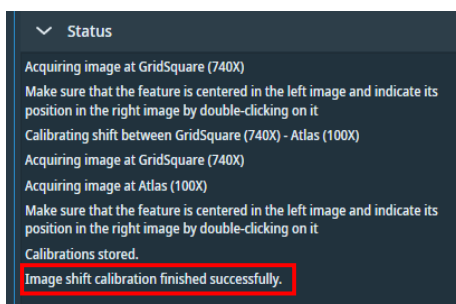 Status
Acquiring image at GridSquare (740X)
Make sure that the feature is centered in the left image and indicate its
position in the right image by double-clicking on it
Calibrating shift between GridSquare (740X) - Atlas (100X)
Acquiring image at GridSquare (740X)
Acquiring image at Atlas (100X)
Make sure that the feature is centered in the left image and indicate its
position in the right image by double-clicking on it
Calibrations stored.
Image shift calibration finished successfully.